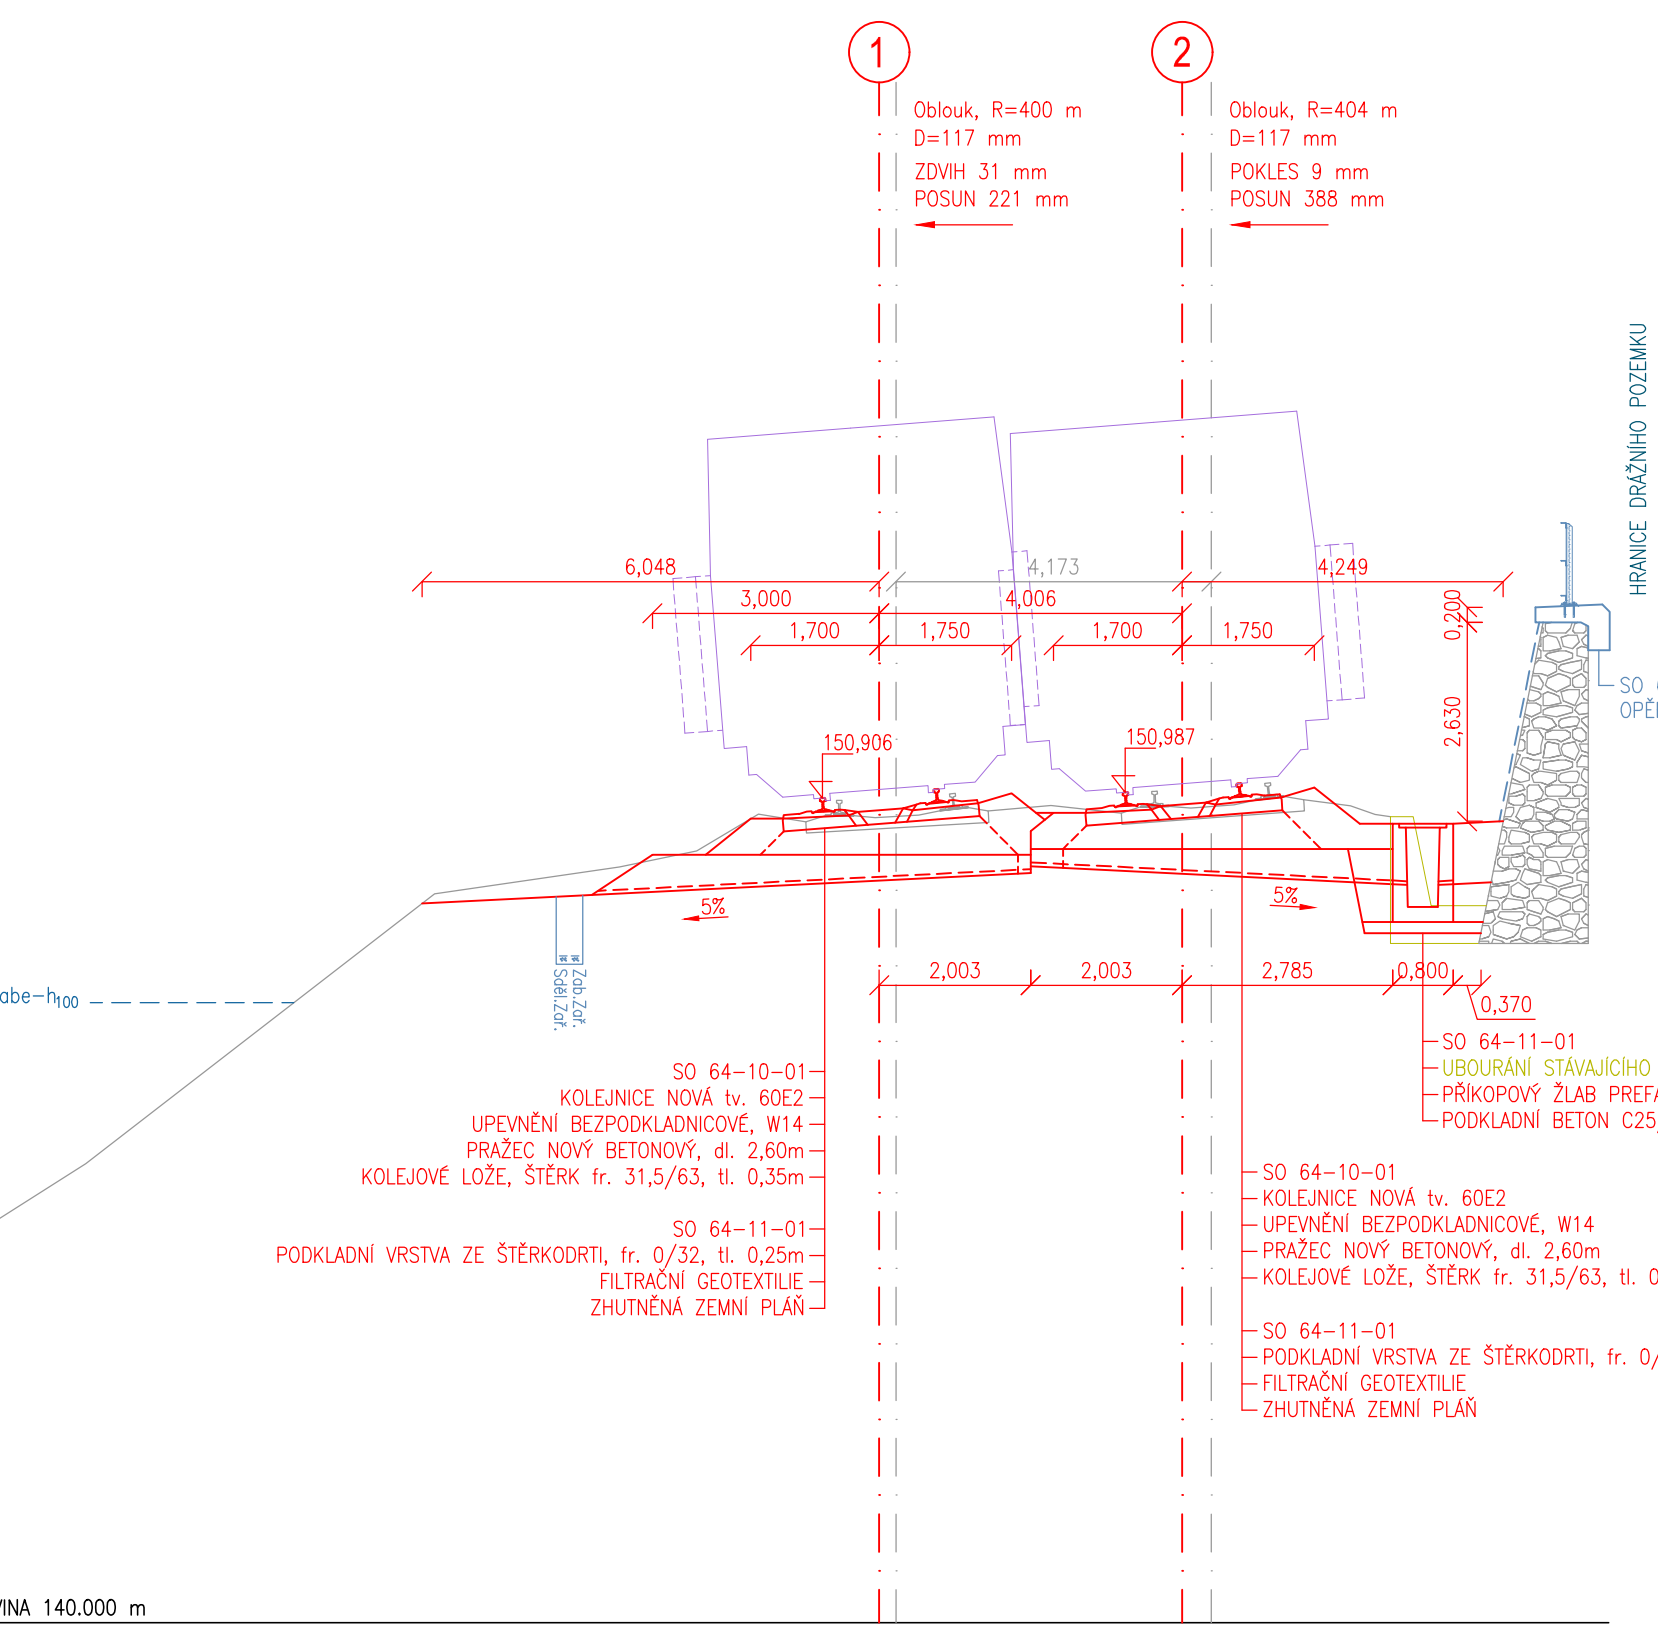 1
2
Oblouk, R=400 m
D=117 mm
ZDVIH 31 mm
POSUN 221 mm
Oblouk, R=404 m
D=117 mm
POKLES 9 mm
POSUN 388 mm
HRANICE DRÁŽNÍHO POZEMKU
6,048
4,173
4,249
3,000
4,006
1,700
1,750
1,700
1,750
0,200
2,630
SO
150,906
150,987
5%
5%
Sděl.Zař.
Zab.Zař.
abe-h100
2,003
2,003
2,785
0,800
0,370
SO 64-11-01
UBOURÁNÍ STÁVAJÍCÍHO
PŘÍKOPOVÝ ŽLAB PREFA
PODKLADNÍ BETON C25/
SO 64-10-01
KOLEJNICE NOVÁ tv. 60E2
UPEVNĚNÍ BEZPODKLADNICOVÉ, W14
PRAŽEC NOVÝ BETONOVÝ, dl. 2,60m
KOLEJOVÉ LOŽE, ŠTĚRK fr. 31,5/63, tl. 0,35m
SO 64-11-01
PODKLADNÍ VRSTVA ZE ŠTĚRKODRTI, fr. 0/32, tl. 0,25m
FILTRAČNÍ GEOTEXTILIE
ZHUTNĚNÁ ZEMNÍ PLÁŇ
SO 64-10-01
KOLEJNICE NOVÁ tv. 60E2
UPEVNĚNÍ BEZPODKLADNICOVÉ, W14
PRAŽEC NOVÝ BETONOVÝ, dl. 2,60m
KOLEJOVÉ LOŽE, ŠTĚRK fr. 31,5/63, tl. 0
SO 64-11-01
PODKLADNÍ VRSTVA ZE ŠTĚRKODRTI, fr. 0/
FILTRAČNÍ GEOTEXTILIE
ZHUTNĚNÁ ZEMNÍ PLÁŇ
VINA 140.000 m